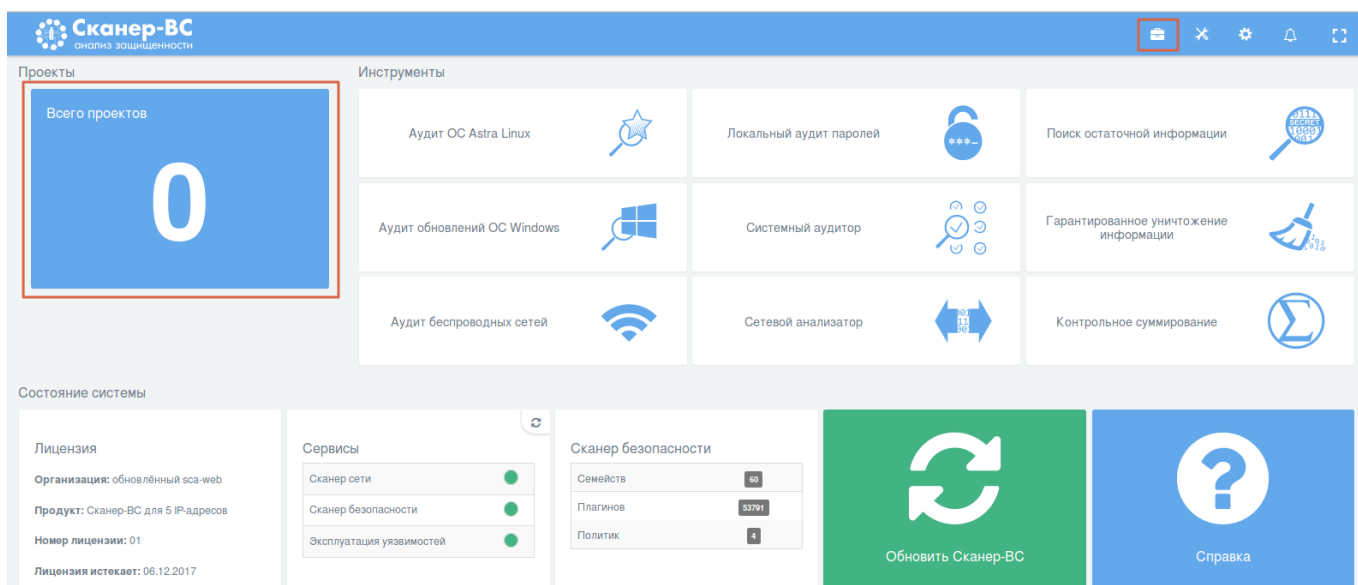 Сканер-ВС
анализ защищенности
Проекты
Всего проектов
0
Инструменты
Аудит ОС Astra Linux
Локальный аудит паролей
***_
Поиск остаточной информации
SECRET
Аудит обновлений ОС Windows
Системный аудитор
Гарантированное уничтожение
информации
Аудит беспроводных сетей
Сетевой анализатор
Контрольное суммирование
Σ
Состояние системы
Лицензия
Организация: обновлённый sca-web
Продукт: Сканер-ВС для 5 IP-адресов
Номер лицензии: 01
Лицензия истекает: 06.12.2017
Сервисы
Сканер сети
Сканер безопасности
Эксплуатация уязвимостей
Сканер безопасности
Семейств 60
Плагинов 53791
Политик 4
Обновить Сканер-ВС
?
Справка